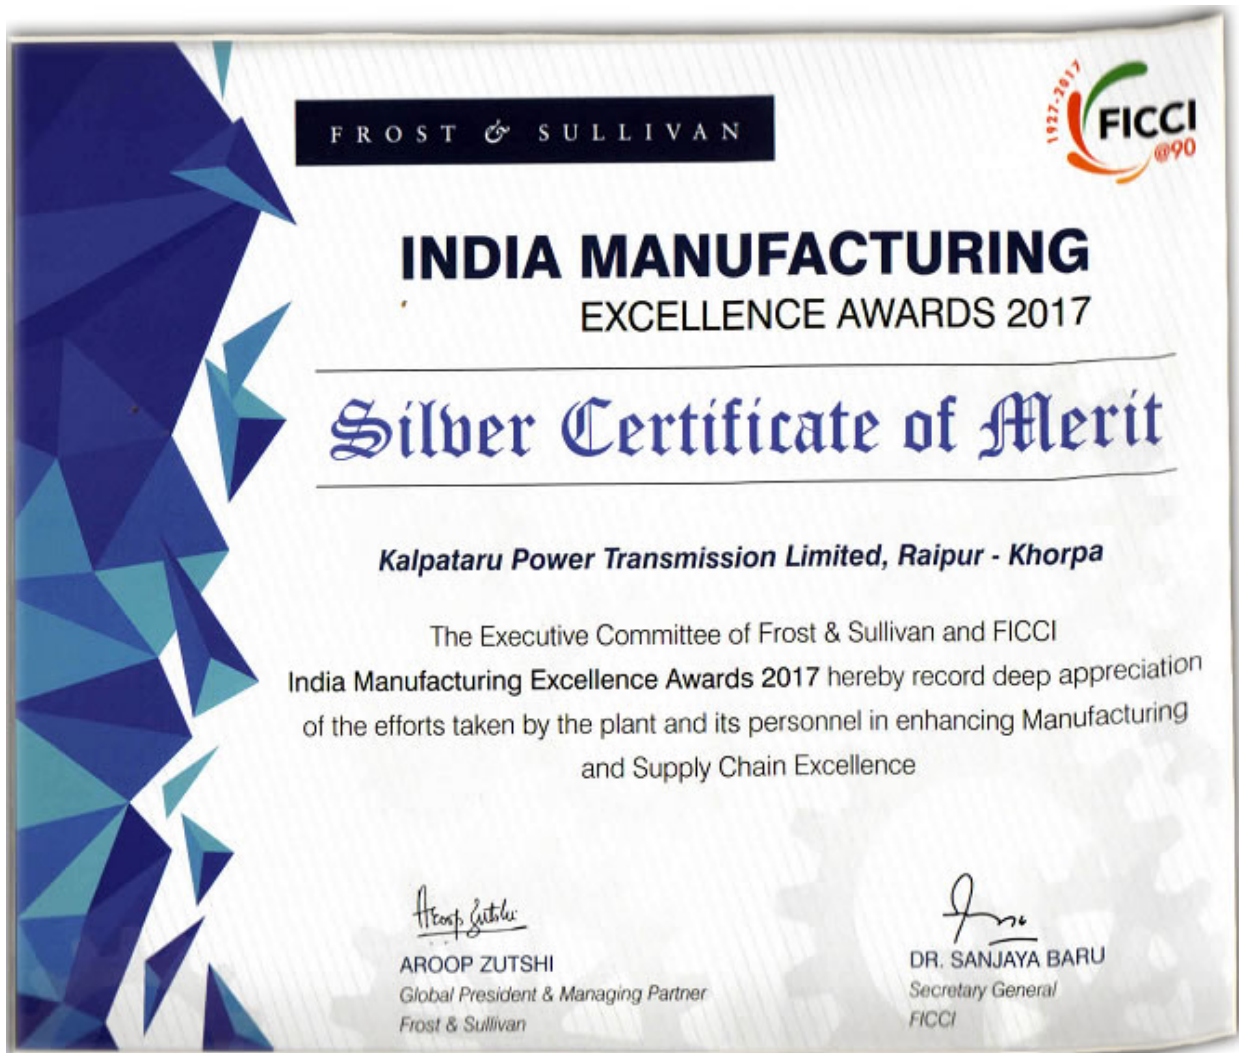 FROST & SULLIVAN
1927-2017
FICCI
@90
INDIA MANUFACTURING
EXCELLENCE AWARDS 2017
Silver Certificate of Merit
Kalpataru Power Transmission Limited, Raipur - Khorpa
The Executive Committee of Frost & Sullivan and FICCI
India Manufacturing Excellence Awards 2017 hereby record deep appreciation
of the efforts taken by the plant and its personnel in enhancing Manufacturing
and Supply Chain Excellence
Aroop Zutshi
AROOP ZUTSHI
Global President & Managing Partner
Frost & Sullivan
DR. SANJAYA BARU
Secretary General
FICCI